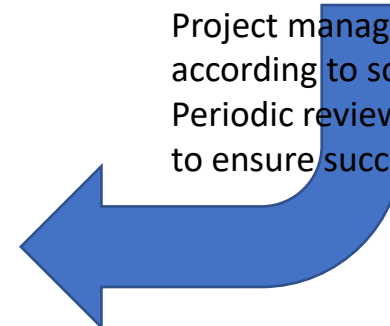 Project manag
according to sc
Periodic review
to ensure succ